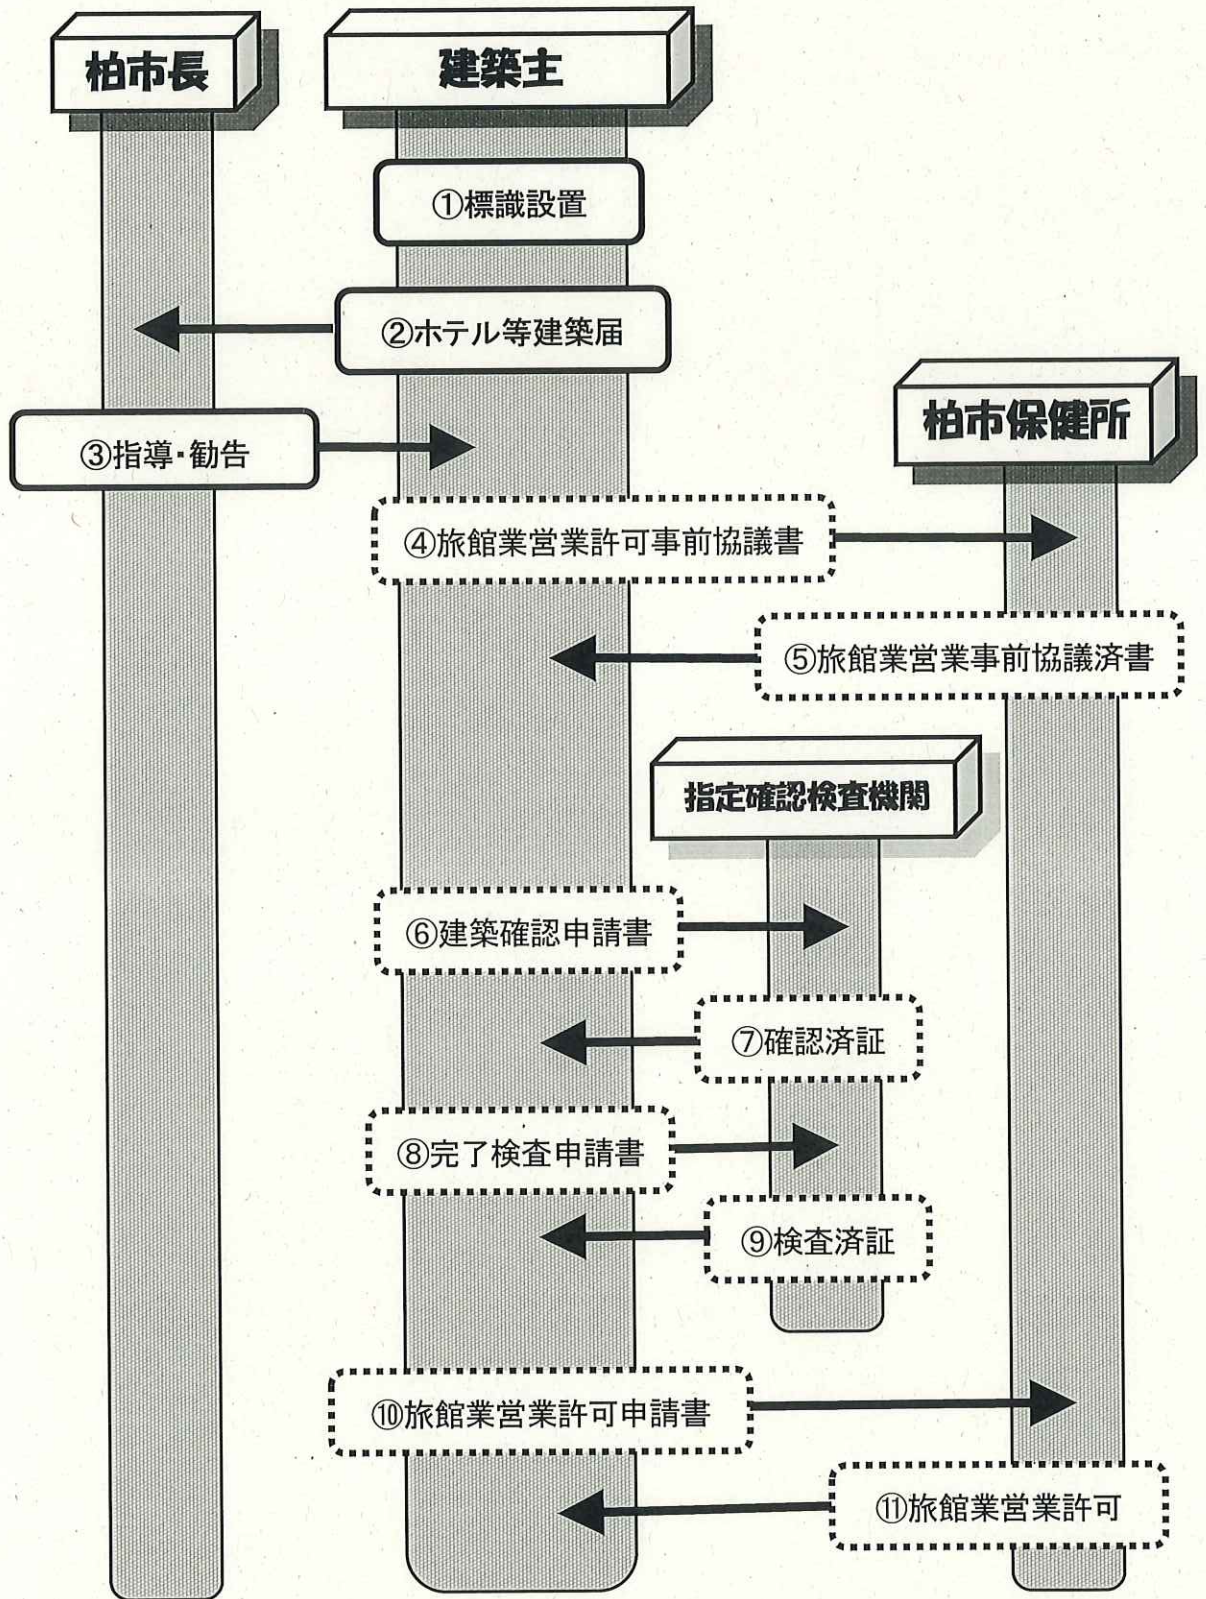 柏市長
建築主
①標識設置
②ホテル等建築届
柏市保健所
③指導・勧告
④旅館業営業許可事前協議書
⑤旅館業営業事前協議済書
指定確認検査機関
⑥建築確認申請書
⑦確認済証
⑧完了検査申請書
⑨検査済証
⑩旅館業営業許可申請書
⑪旅館業営業許可